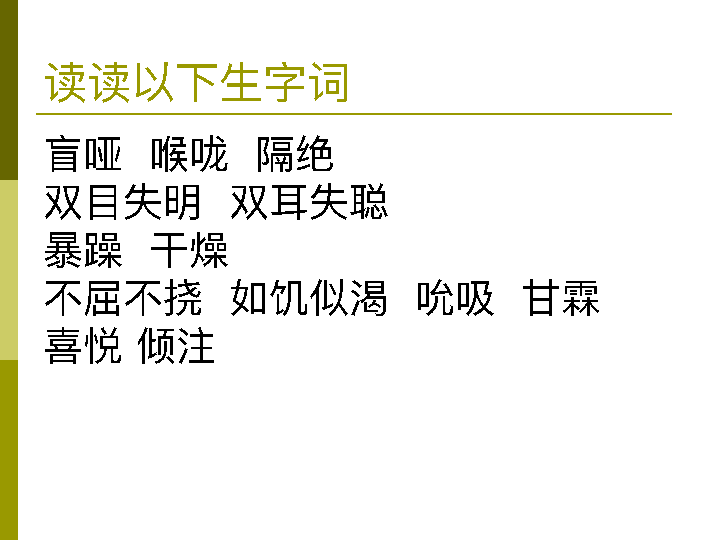 读读以下生字词
盲哑 喉咙 隔绝
双目失明 双耳失聪
暴躁 干燥
不屈不挠 如饥似渴 吮吸 甘霖
喜悦 倾注